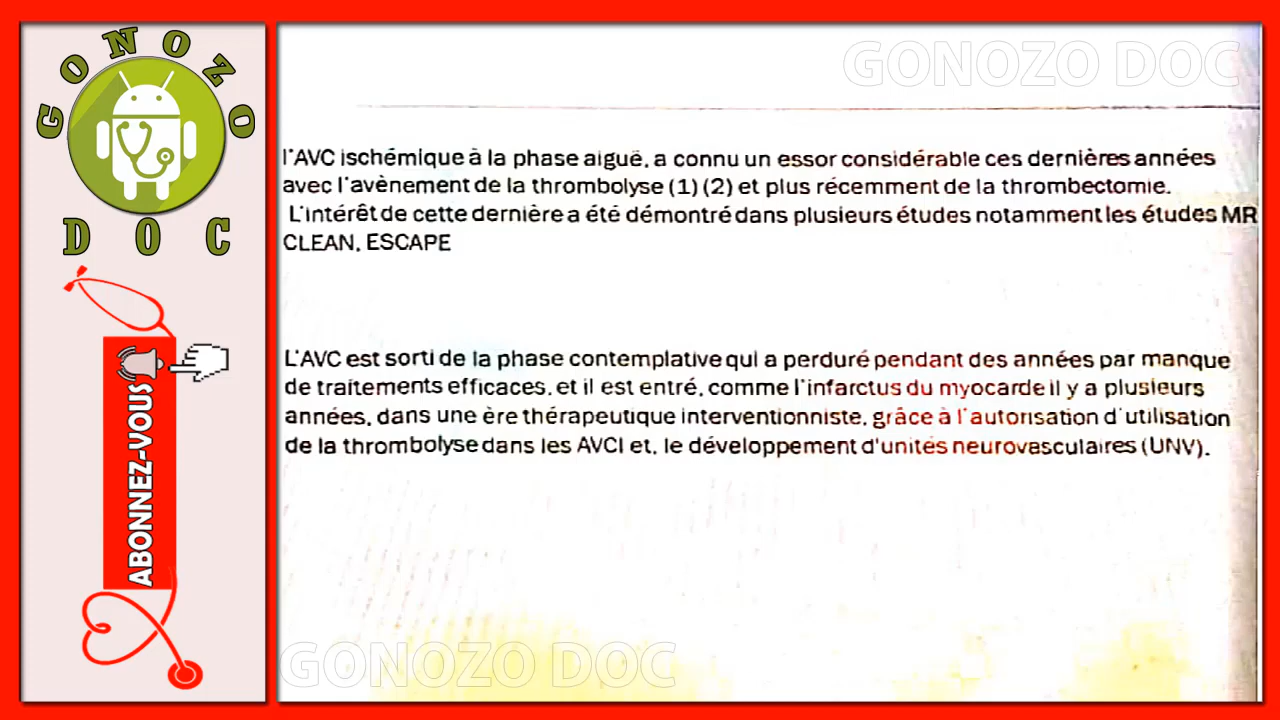 GONOZO
DOC
ABONNEZ-VOUS
GONOZO DOC
l'AVC ischémique à la phase aiguë, a connu un essor considérable ces dernières années
avec l'avènement de la thrombolyse (1) (2) et plus récemment de la thrombectomie.
L'intérêt de cette dernière a été démontré dans plusieurs études notamment les études MR
CLEAN, ESCAPE
L'AVC est sorti de la phase contemplative qui a perduré pendant des années par manque
de traitements efficaces, et il est entré, comme l'infarctus du myocarde il y a plusieurs
années, dans une ère thérapeutique interventionniste, grâce à l'autorisation d'utilisation
de la thrombolyse dans les AVCI et, le développement d'unités neurovasculaires (UNV).
GONOZO DOC